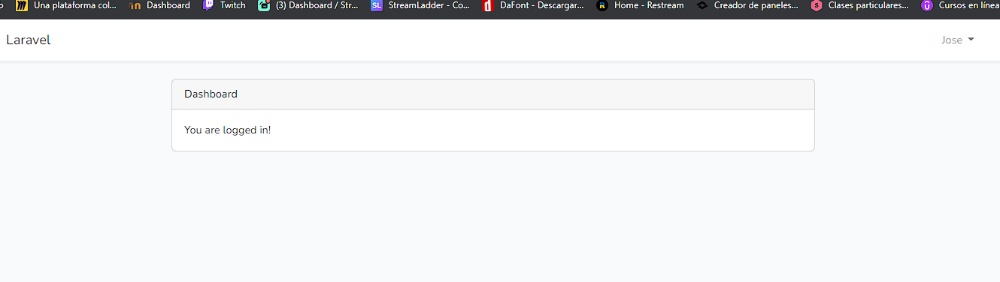 Una plataforma col... Dashboard Twitch (3) Dashboard / Str... StreamLadder - Co... DaFont - Descargar... Home - Restream Creador de paneles... Clases particulares... Cursos en línea
Laravel Jose
Dashboard
You are logged in!